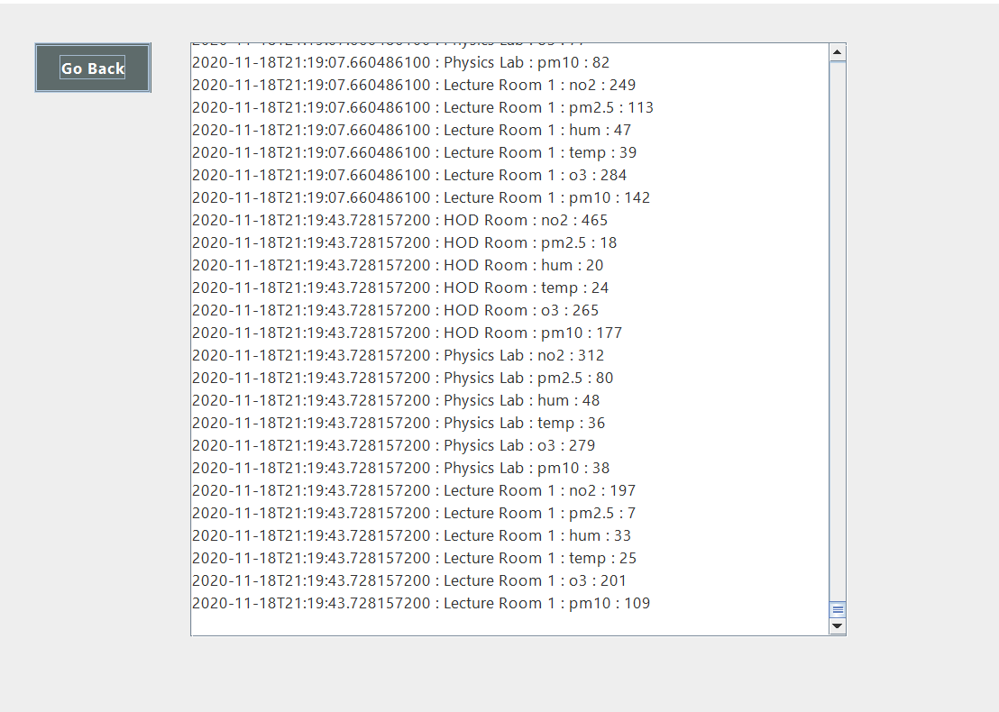 Go Back
2020-11-18T21:19:07.660486100 : Physics Lab : o3 : 77
2020-11-18T21:19:07.660486100 : Physics Lab : pm10 : 82
2020-11-18T21:19:07.660486100 : Lecture Room 1 : no2 : 249
2020-11-18T21:19:07.660486100 : Lecture Room 1 : pm2.5 : 113
2020-11-18T21:19:07.660486100 : Lecture Room 1 : hum : 47
2020-11-18T21:19:07.660486100 : Lecture Room 1 : temp : 39
2020-11-18T21:19:07.660486100 : Lecture Room 1 : o3 : 284
2020-11-18T21:19:07.660486100 : Lecture Room 1 : pm10 : 142
2020-11-18T21:19:43.728157200 : HOD Room : no2 : 465
2020-11-18T21:19:43.728157200 : HOD Room : pm2.5 : 18
2020-11-18T21:19:43.728157200 : HOD Room : hum : 20
2020-11-18T21:19:43.728157200 : HOD Room : temp : 24
2020-11-18T21:19:43.728157200 : HOD Room : o3 : 265
2020-11-18T21:19:43.728157200 : HOD Room : pm10 : 177
2020-11-18T21:19:43.728157200 : Physics Lab : no2 : 312
2020-11-18T21:19:43.728157200 : Physics Lab : pm2.5 : 80
2020-11-18T21:19:43.728157200 : Physics Lab : hum : 48
2020-11-18T21:19:43.728157200 : Physics Lab : temp : 36
2020-11-18T21:19:43.728157200 : Physics Lab : o3 : 279
2020-11-18T21:19:43.728157200 : Physics Lab : pm10 : 38
2020-11-18T21:19:43.728157200 : Lecture Room 1 : no2 : 197
2020-11-18T21:19:43.728157200 : Lecture Room 1 : pm2.5 : 7
2020-11-18T21:19:43.728157200 : Lecture Room 1 : hum : 33
2020-11-18T21:19:43.728157200 : Lecture Room 1 : temp : 25
2020-11-18T21:19:43.728157200 : Lecture Room 1 : o3 : 201
2020-11-18T21:19:43.728157200 : Lecture Room 1 : pm10 : 109